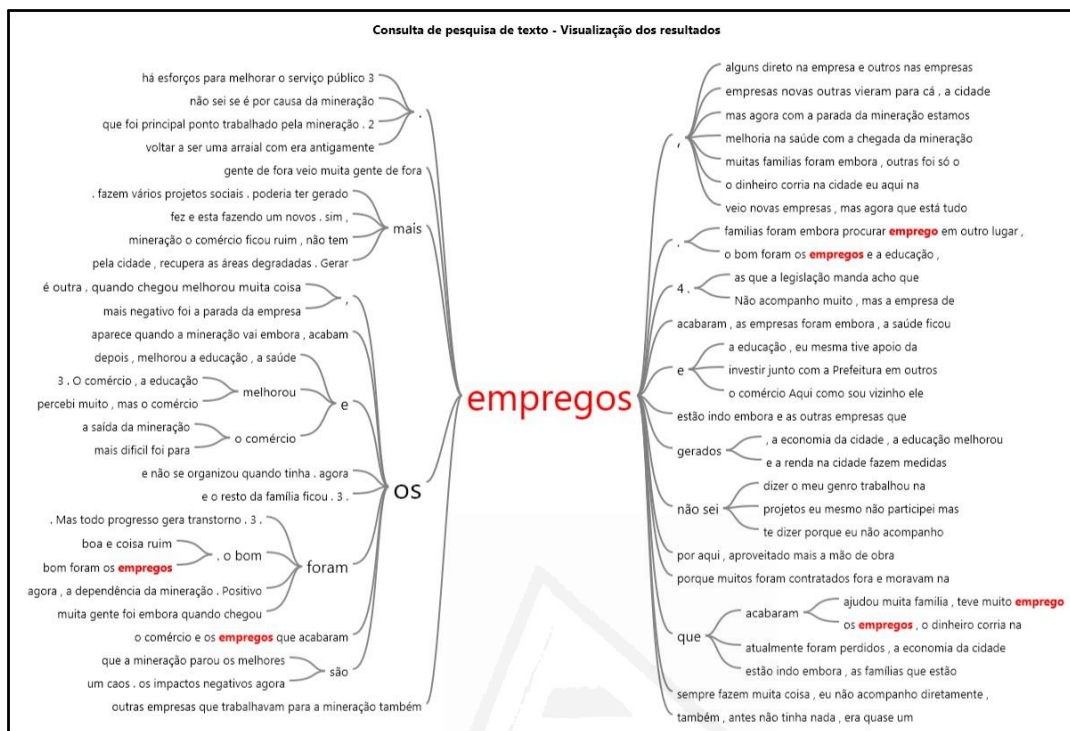 Consulta de pesquisa de texto - Visualização dos resultados
há esforços para melhorar o serviço público 3
não sei se é por causa da mineração
que foi principal ponto trabalhado pela mineração . 2
voltar a ser uma arraial com era antigamente
.
gente de fora veio muita gente de fora
. fazem vários projetos sociais . poderia ter gerado
fez e esta fazendo um novos . sim ,
mineração o comércio ficou ruim , não tem
pela cidade , recupera as áreas degradadas . Gerar
mais
é outra , quando chegou melhorou muita coisa
mais negativo foi a parada da empresa
,
aparece quando a mineração vai embora , acabam
depois , melhorou a educação , a saúde
3 . O comércio , a educação
percebi muito , mas o comércio
melhorou
a saída da mineração
mais dificil foi para
o comércio
e
e não se organizou quando tinha . agora
e o resto da família ficou . 3 .
os
. Mas todo progresso gera transtorno . 3 .
boa e coisa ruim
bom foram os empregos
. o bom
agora , a dependência da mineração . Positivo
muita gente foi embora quando chegou
foram
o comércio e os empregos que acabaram
que a mineração parou os melhores
um caos . os impactos negativos agora
são
outras empresas que trabalhavam para a mineração também
empregos
,
alguns direto na empresa e outros nas empresas
empresas novas outras vieram para cá , a cidade
mas agora com a parada da mineração estamos
melhoria na saúde com a chegada da mineração
muitas familias foram embora , outras foi só o
o dinheiro corria na cidade eu aqui na
veio novas empresas , mas agora que está tudo
.
familias foram embora procurar emprego em outro lugar ,
o bom foram os empregos e a educação ,
4 .
as que a legislação manda acho que
Não acompanho muito , mas a empresa de
acabaram , as empresas foram embora , a saúde ficou
e
a educação , eu mesma tive apoio da
investir junto com a Prefeitura em outros
o comércio Aqui como sou vizinho ele
estão indo embora e as outras empresas que
gerados
, a economia da cidade , a educação melhorou
e a renda na cidade fazem medidas
não sei
dizer o meu genro trabalhou na
projetos eu mesmo não participei mas
te dizer porque eu não acompanho
por aqui , aproveitado mais a mão de obra
porque muitos foram contratados fora e moravam na
que
acabaram
ajudou muita familia , teve muito emprego
os empregos , o dinheiro corria na
atualmente foram perdidos , a economia da cidade
estão indo embora , as famílias que estão
sempre fazem muita coisa , eu não acompanho diretamente ,
também , antes não tinha nada , era quase um